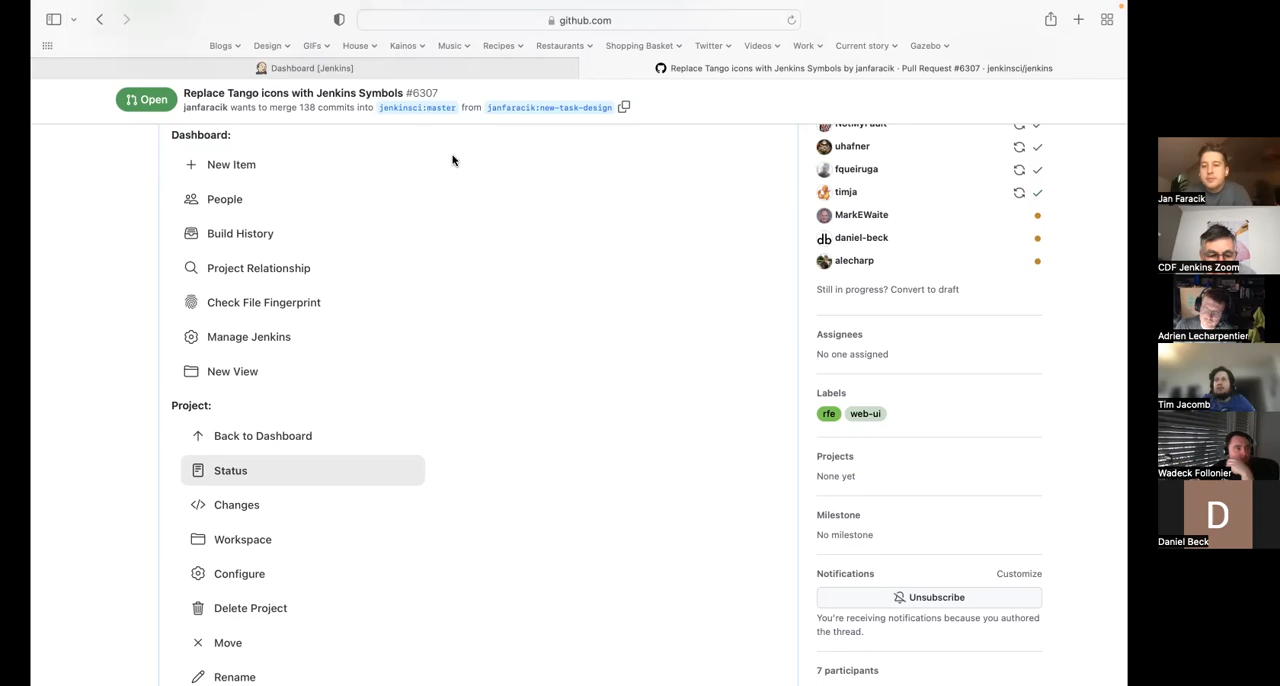 github.com
Blogs Design GIFs House Kainos Music Recipes Restaurants Shopping Basket Twitter Videos Work Current story Gazebo
Dashboard [Jenkins]
Replace Tango icons with Jenkins Symbols by janfaracik · Pull Request #6307 · jenkinsci/jenkins
Open
Replace Tango icons with Jenkins Symbols #6307
janfaracik wants to merge 138 commits into jenkinsci:master from janfaracik:new-task-design
Dashboard:
New Item
People
Build History
Project Relationship
Check File Fingerprint
Manage Jenkins
New View
Project:
Back to Dashboard
Status
Changes
Workspace
Configure
Delete Project
Move
Rename
NotMyFault
uhafner
fqueiruga
timja
MarkEWaite
db daniel-beck
alecharp
Still in progress? Convert to draft
Assignees
No one assigned
Labels
rfe web-ui
Projects
None yet
Milestone
No milestone
Notifications Customize
Unsubscribe
You're receiving notifications because you authored
the thread.
7 participants
Jan Faracik
CDF Jenkins Zoom
Adrien Lecharpentier
Tim Jacomb
Wadeck Follonier
D
Daniel Beck